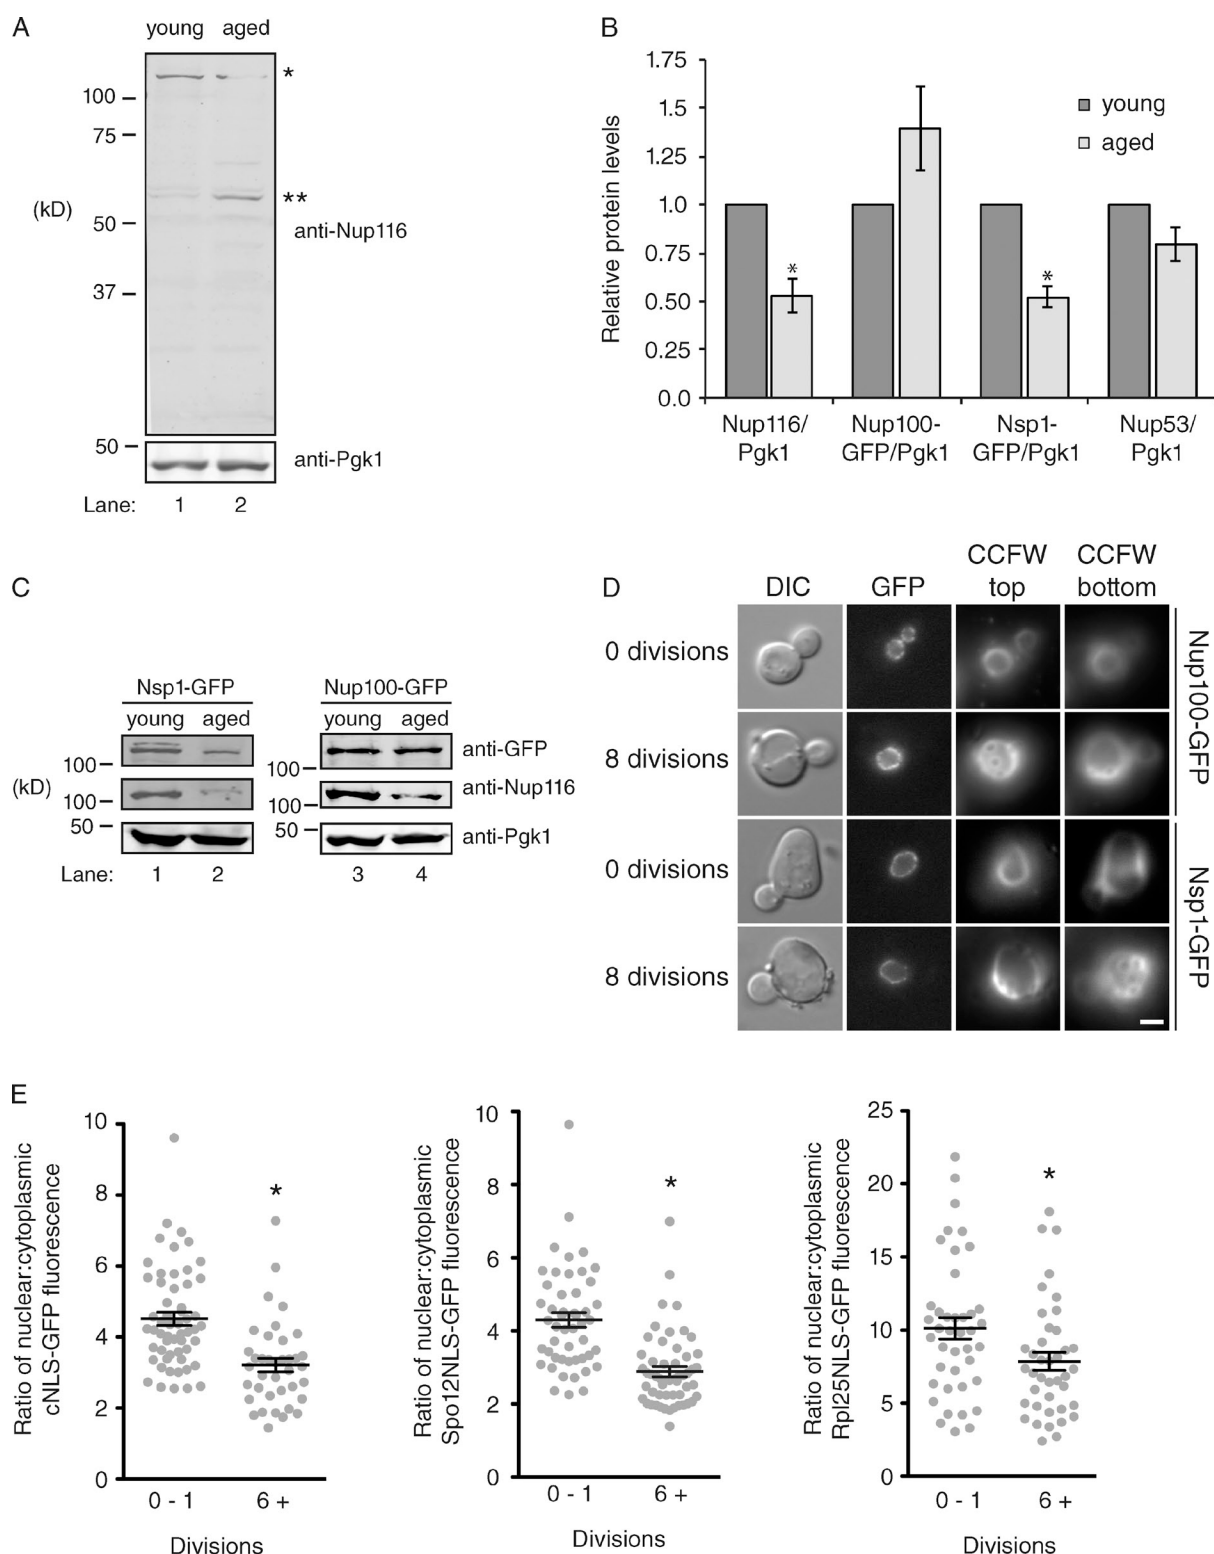 A
young aged
*
100
75
**
(kD)
50
anti-Nup116
37
50
anti-Pgk1
Lane: 1 2
B
Relative protein levels
1.75
1.5
1.25
1.0
0.75
0.50
0.25
0.0
young
aged
*
*
Nup116/
Pgk1
Nup100-
GFP/Pgk1
Nsp1-
GFP/Pgk1
Nup53/
Pgk1
C
Nsp1-GFP
Nup100-GFP
young aged
young aged
anti-GFP
100
100
(kD)
anti-Nup116
100
100
50
50
anti-Pgk1
Lane: 1 2 3 4
D
DIC
GFP
CCFW
top
CCFW
bottom
0 divisions
8 divisions
0 divisions
8 divisions
Nup100-GFP
Nsp1-GFP
E
Ratio of nuclear:cytoplasmic
cNLS-GFP fluorescence
10
8
6
4
2
0
*
0 - 1
6 +
Divisions
Ratio of nuclear:cytoplasmic
Spo12NLS-GFP fluorescence
10
8
6
4
2
0
*
0 - 1
6 +
Divisions
Ratio of nuclear:cytoplasmic
Rpl25NLS-GFP fluorescence
25
20
15
10
5
0
*
0 - 1
6 +
Divisions